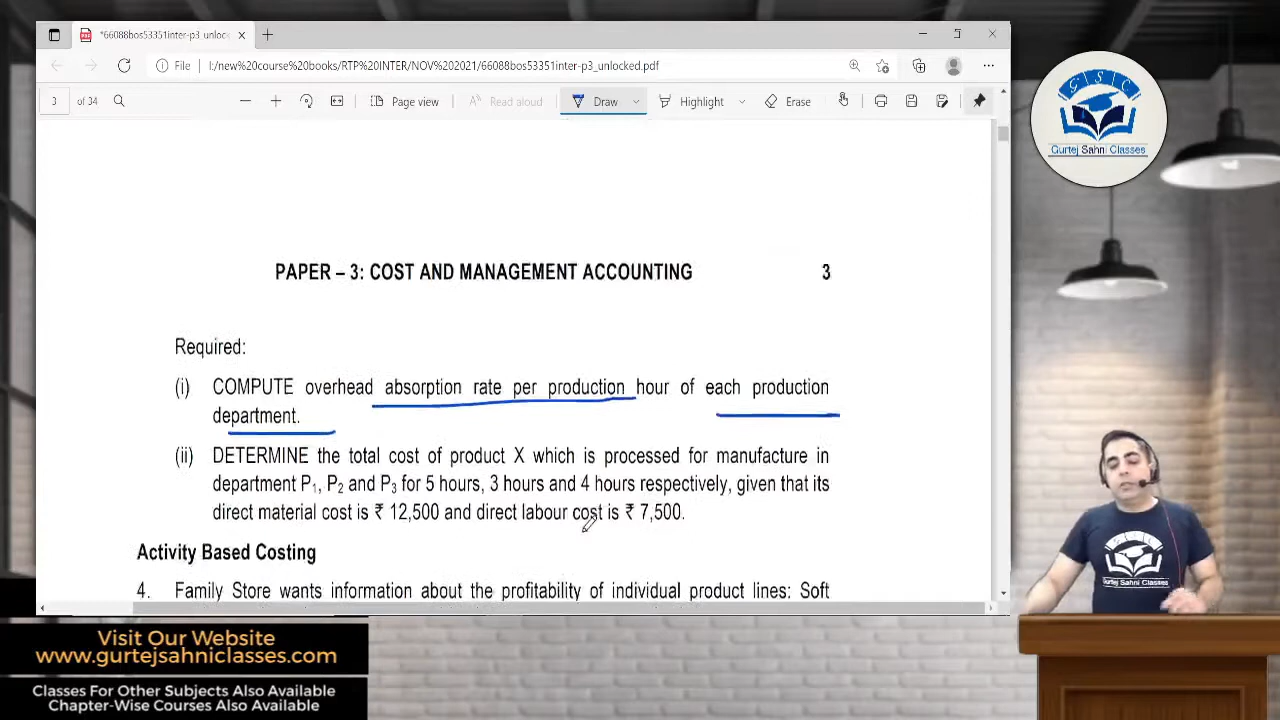 *66088bos53351inter-p3_unlock
File
I:/new%20course%20books/RTP%20INTER/NOV%202021/66088bos53351inter-p3_unlocked.pdf
3 of 34
Page view
Read aloud
Draw
Highlight
Erase
PAPER – 3: COST AND MANAGEMENT ACCOUNTING 3
Required:
(i) COMPUTE overhead absorption rate per production hour of each production
department.
(ii) DETERMINE the total cost of product X which is processed for manufacture in
department P1, P2 and P3 for 5 hours, 3 hours and 4 hours respectively, given that its
direct material cost is ₹ 12,500 and direct labour cost is ₹ 7,500.
Activity Based Costing
4. Family Store wants information about the profitability of individual product lines: Soft
GSC
Gurtej Sahni Classes
Gurtej Sahni Classes
Visit Our Website
www.gurtejsahniclasses.com
Classes For Other Subjects Also Available
Chapter-Wise Courses Also Available